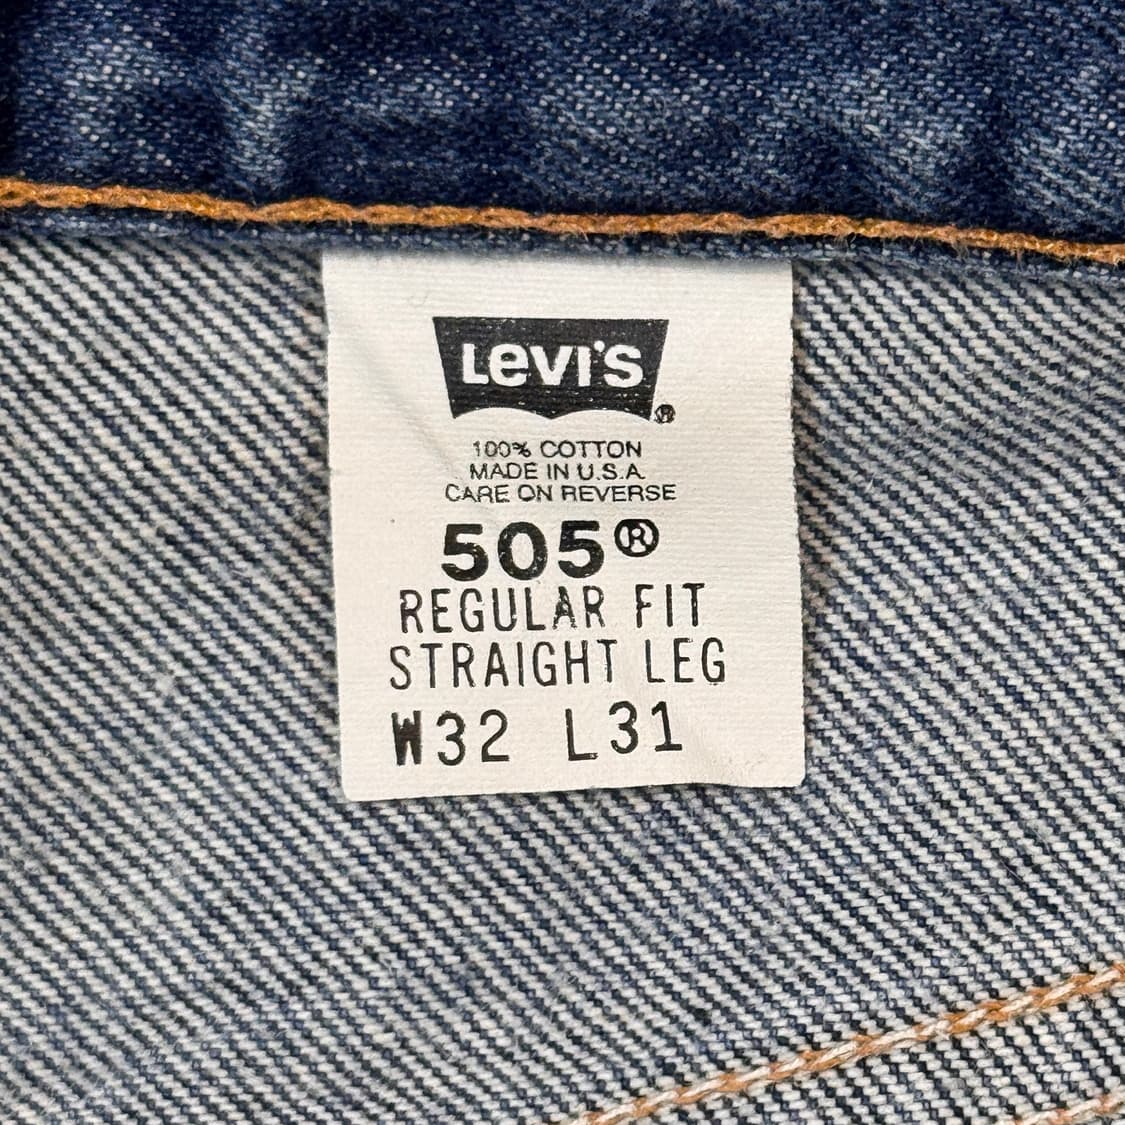 Levi's®
100% COTTON
MADE IN U.S.A.
CARE ON REVERSE
505®
REGULAR FIT
STRAIGHT LEG
W32 L31